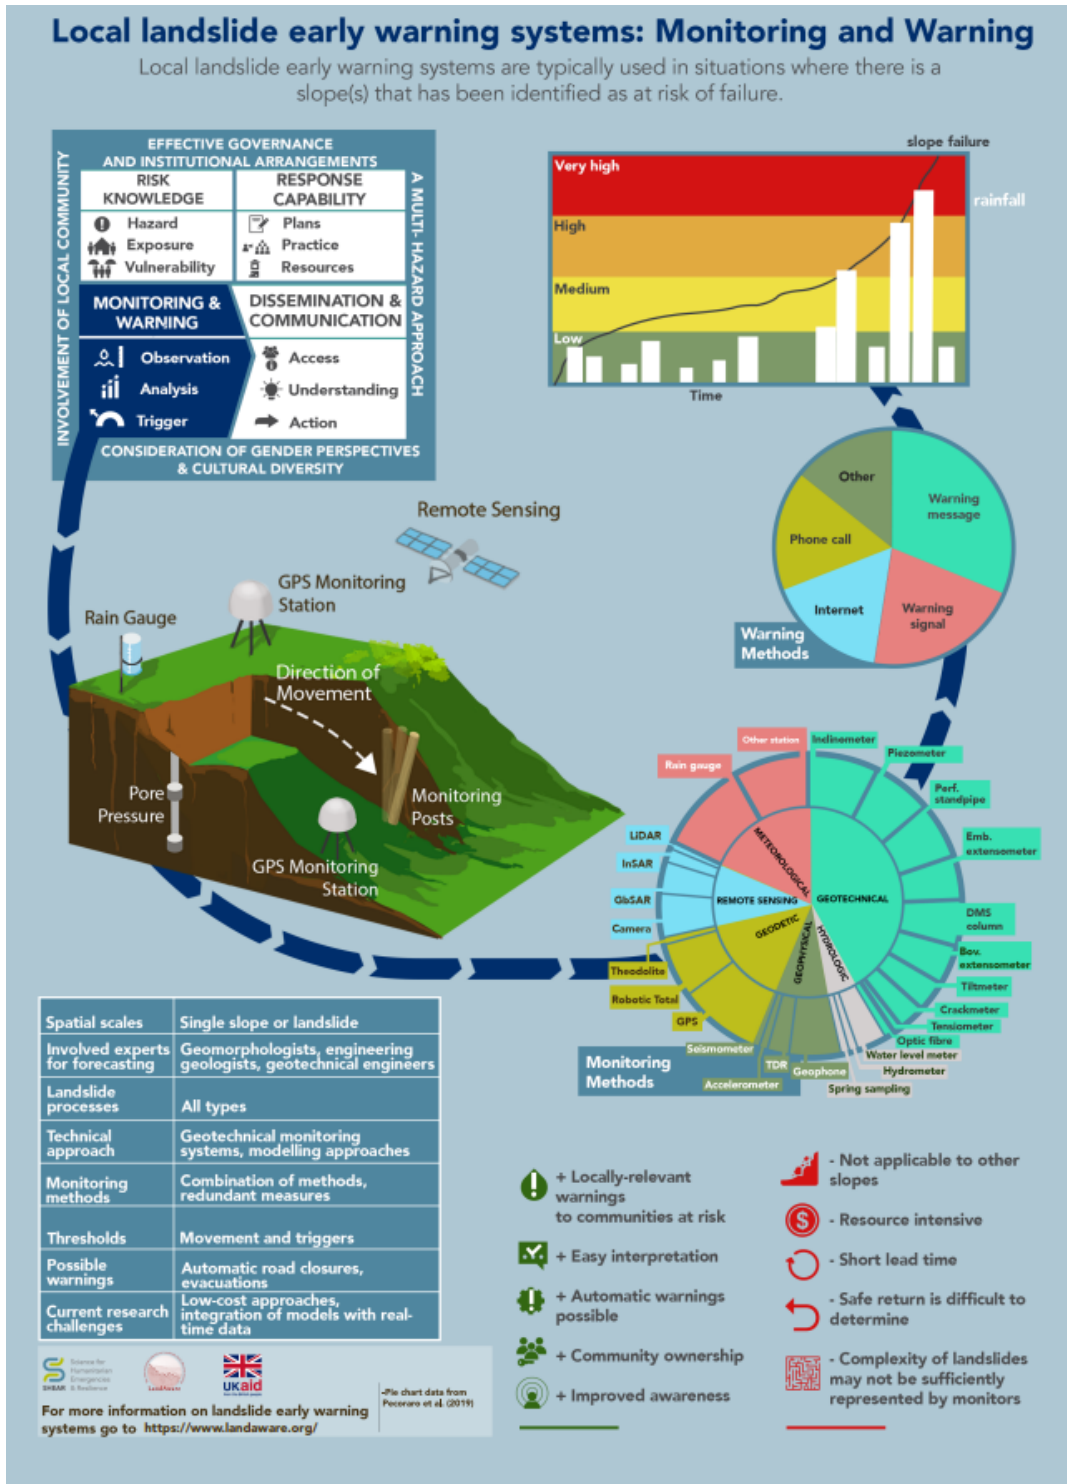 Local landslide early warning systems: Monitoring and Warning
Local landslide early warning systems are typically used in situations where there is a
slope(s) that has been identified as at risk of failure.
EFFECTIVE GOVERNANCE
AND INSTITUTIONAL ARRANGEMENTS
INVOLVEMENT OF LOCAL COMMUNITY
RISK
KNOWLEDGE
Hazard
Exposure
Vulnerability
RESPONSE
CAPABILITY
Plans
Practice
Resources
A MULTI- HAZARD APPROACH
MONITORING &
WARNING
Observation
Analysis
Trigger
DISSEMINATION &
COMMUNICATION
Access
Understanding
Action
CONSIDERATION OF GENDER PERSPECTIVES
& CULTURAL DIVERSITY
slope failure
Very high
rainfall
High
Medium
Low
Time
Other
Warning
message
Phone call
Internet
Warning
signal
Warning
Methods
Remote Sensing
GPS Monitoring
Station
Rain Gauge
Direction of
Movement
Pore
Pressure
Monitoring
Posts
GPS Monitoring
Station
Other station
Inclinometer
Rain gauge
Piezometer
Perf.
standpipe
LiDAR
Emb.
extensometer
InSAR
GbSAR
Camera
METEOROLOGICAL
REMOTE SENSING
GEOTECHNICAL
GEODETIC
GEOPHYSICAL
HYDROLOGIC
DMS
column
Bov.
extensometer
Theodolite
Tiltmeter
Robotic Total
Crackmeter
GPS
Tensiometer
Optic fibre
Seismometer
Water level meter
TDR
Geophone
Hydrometer
Accelerometer
Spring sampling
Monitoring
Methods
Spatial scales
Single slope or landslide
Involved experts
for forecasting
Geomorphologists, engineering
geologists, geotechnical engineers
Landslide
processes
All types
Technical
approach
Geotechnical monitoring
systems, modelling approaches
Monitoring
methods
Combination of methods,
redundant measures
Thresholds
Movement and triggers
Possible
warnings
Automatic road closures,
evacuations
Current research
challenges
Low-cost approaches,
integration of models with real-
time data
+ Locally-relevant
warnings
to communities at risk
+ Easy interpretation
+ Automatic warnings
possible
+ Community ownership
+ Improved awareness
- Not applicable to other
slopes
- Resource intensive
- Short lead time
- Safe return is difficult to
determine
- Complexity of landslides
may not be sufficiently
represented by monitors
SHEAR
Science for
Humanitarian
Emergencies
& Resilience
LandAware
UKaid
-Pie chart data from
Pecoraro et al. (2019)
For more information on landslide early warning
systems go to https://www.landaware.org/